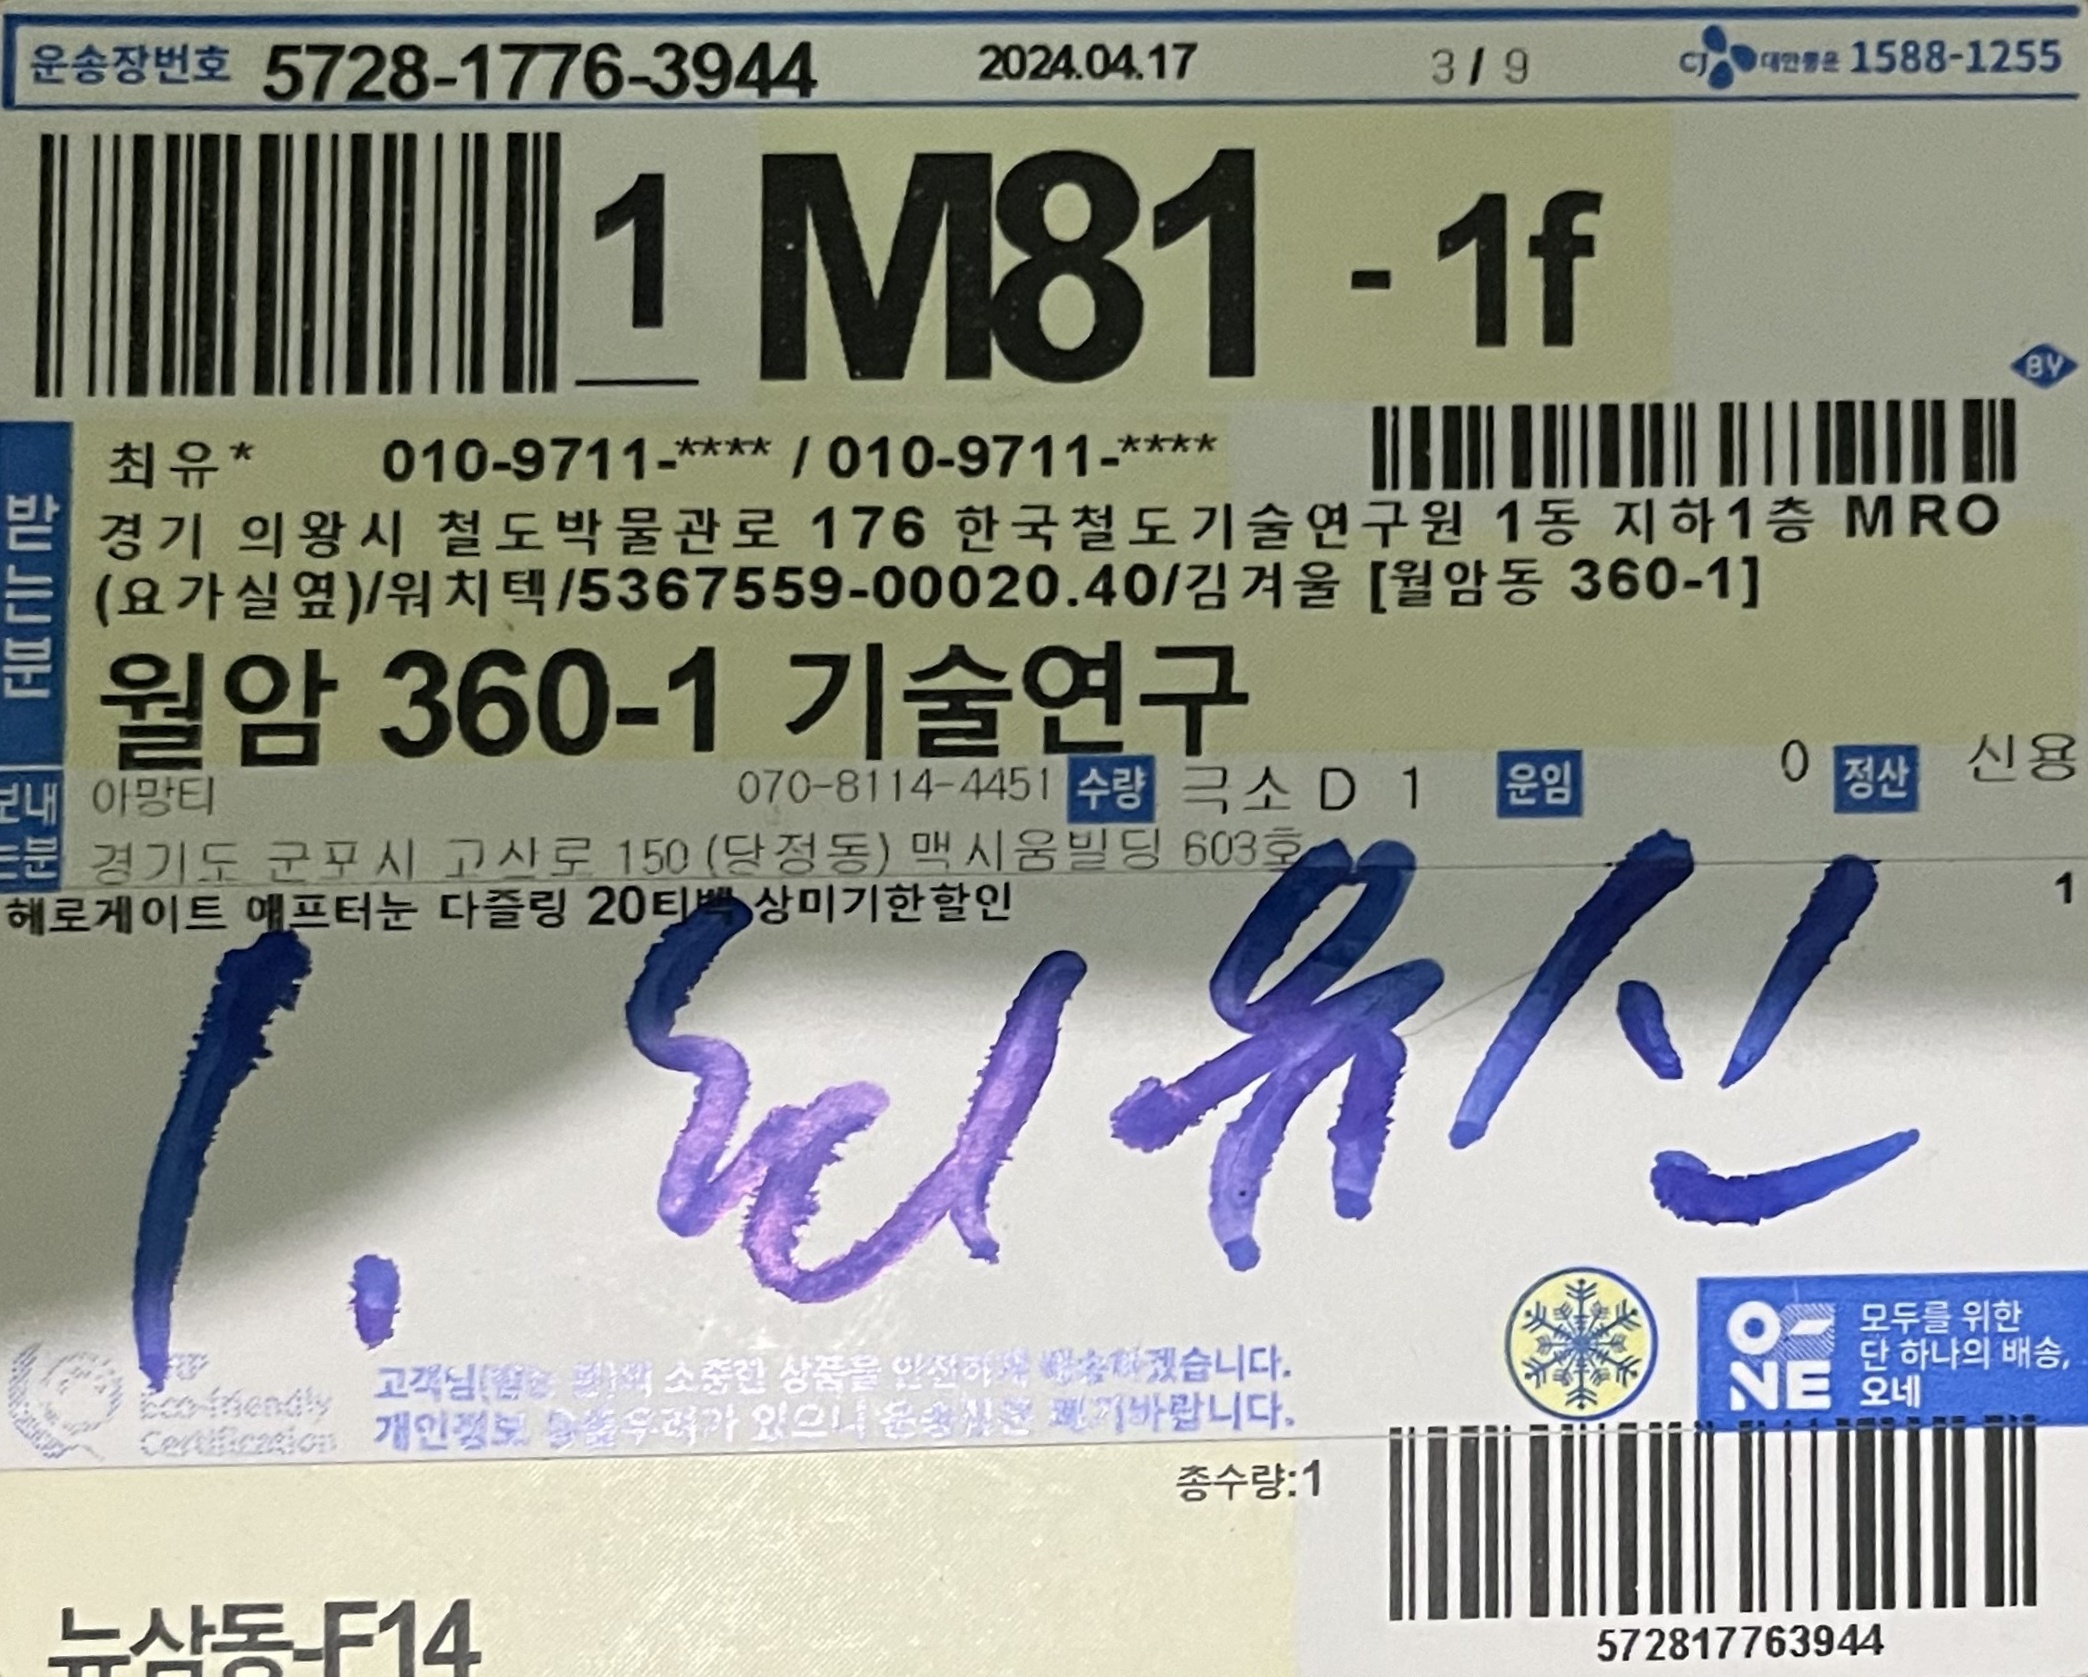 운송장번호 5728-1776-3944 2024.04.17 3 / 9 CJ 대한통운 1588-1255
1 M81 - 1f
BY
받는분
최유* 010-9711-**** / 010-9711-****
경기 의왕시 철도박물관로 176 한국철도기술연구원 1동 지하1층 MRO
(요가실옆)/워치텍/5367559-00020.40/김겨울 [월암동 360-1]
월암 360-1 기술연구
보내는분
아망티 070-8114-4451 수량 극소 D 1 운임 0 정산 신용
경기도 군포시 고산로 150 (당정동) 맥시움빌딩 603호
헤로게이트 애프터눈 다즐링 20티백 상미기한할인 1
1.
Eco-friendly
Certification
고객님 소중한 상품을 안전하게 배송하겠습니다.
개인정보 있으니 운송장은 폐기바랍니다.
ONE
모두를 위한
단 하나의 배송,
오네
총수량:1
뉴삼동-F14
572817763944